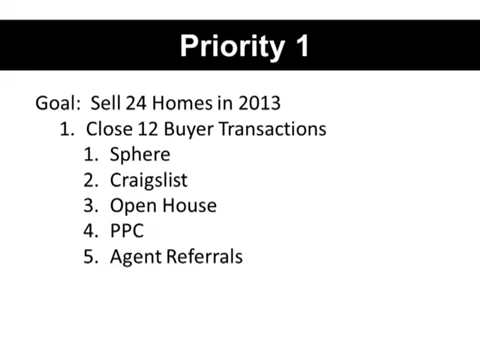 Priority 1
Goal: Sell 24 Homes in 2013
1. Close 12 Buyer Transactions
1. Sphere
2. Craigslist
3. Open House
4. PPC
5. Agent Referrals